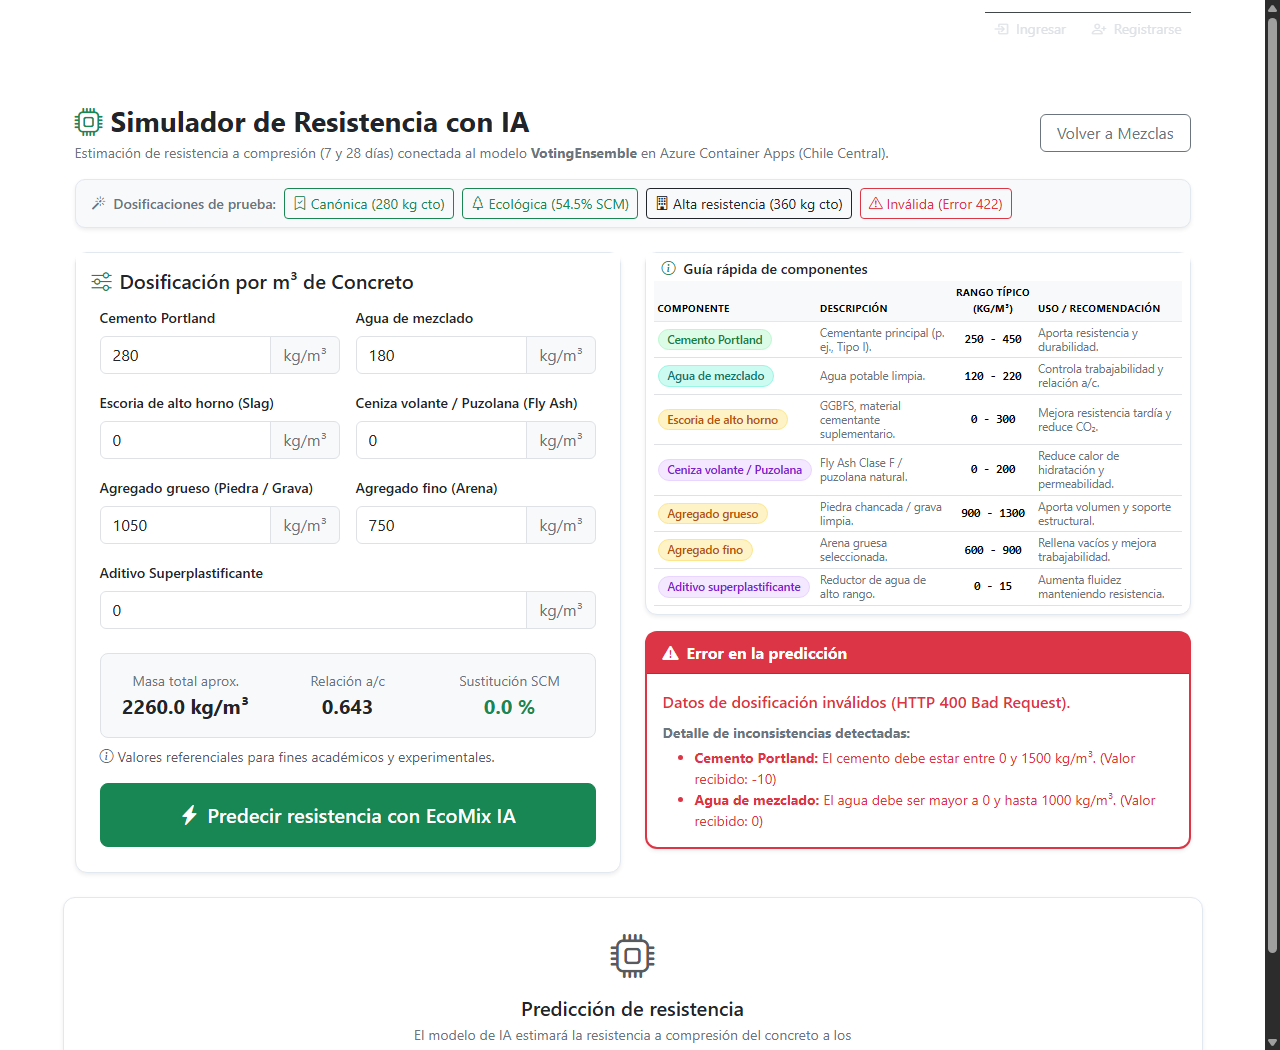 Ingresar
Registrarse
Simulador de Resistencia con IA
Volver a Mezclas
Estimación de resistencia a compresión (7 y 28 días) conectada al modelo VotingEnsemble en Azure Container Apps (Chile Central).
Dosificaciones de prueba:
Canónica (280 kg cto)
Ecológica (54.5% SCM)
Alta resistencia (360 kg cto)
Inválida (Error 422)
Dosificación por m³ de Concreto
Cemento Portland
280 kg/m³
Agua de mezclado
180 kg/m³
Escoria de alto horno (Slag)
0 kg/m³
Ceniza volante / Puzolana (Fly Ash)
0 kg/m³
Agregado grueso (Piedra / Grava)
1050 kg/m³
Agregado fino (Arena)
750 kg/m³
Aditivo Superplastificante
0 kg/m³
Masa total aprox.
2260.0 kg/m³
Relación a/c
0.643
Sustitución SCM
0.0 %
Valores referenciales para fines académicos y experimentales.
Predecir resistencia con EcoMix IA
Guía rápida de componentes
COMPONENTE
DESCRIPCIÓN
RANGO TÍPICO
(KG/M³)
USO / RECOMENDACIÓN
Cemento Portland
Cementante principal (p.
ej., Tipo I).
250 - 450
Aporta resistencia y
durabilidad.
Agua de mezclado
Agua potable limpia.
120 - 220
Controla trabajabilidad y
relación a/c.
Escoria de alto horno
GGBFS, material
cementante
suplementario.
0 - 300
Mejora resistencia tardía y
reduce CO₂.
Ceniza volante / Puzolana
Fly Ash Clase F /
puzolana natural.
0 - 200
Reduce calor de
hidratación y
permeabilidad.
Agregado grueso
Piedra chancada / grava
limpia.
900 - 1300
Aporta volumen y soporte
estructural.
Agregado fino
Arena gruesa
seleccionada.
600 - 900
Rellena vacíos y mejora
trabajabilidad.
Aditivo superplastificante
Reductor de agua de
alto rango.
0 - 15
Aumenta fluidez
manteniendo resistencia.
Error en la predicción
Datos de dosificación inválidos (HTTP 400 Bad Request).
Detalle de inconsistencias detectadas:
• Cemento Portland: El cemento debe estar entre 0 y 1500 kg/m³. (Valor
recibido: -10)
• Agua de mezclado: El agua debe ser mayor a 0 y hasta 1000 kg/m³. (Valor
recibido: 0)
Predicción de resistencia
El modelo de IA estimará la resistencia a compresión del concreto a los